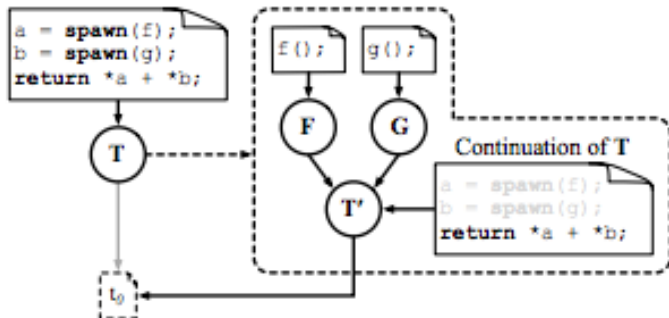 a = spawn(f);
b = spawn(g);
return *a + *b;
f();
g();
F
G
T
Continuation of T
a = spawn(f);
b = spawn(g);
return *a + *b;
T'
t₀